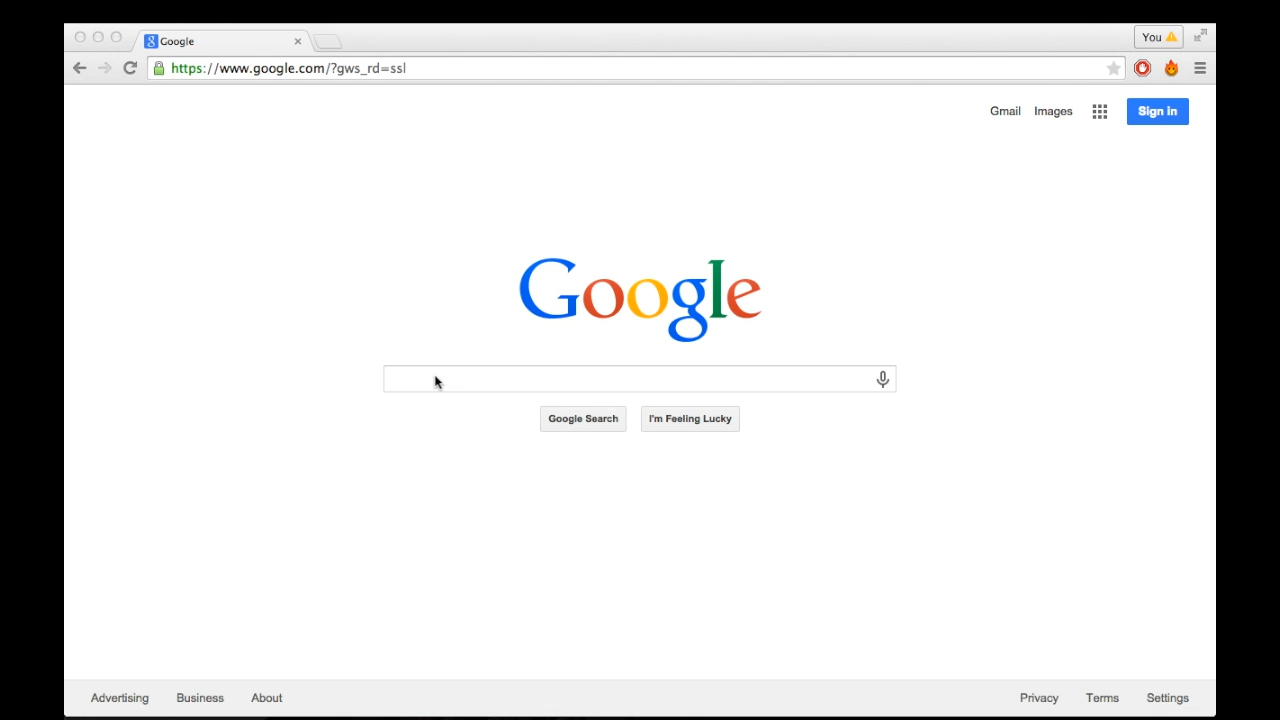 Google
You
https://www.google.com/?gws_rd=ssl
Gmail Images Sign in
Google
Google Search I'm Feeling Lucky
Advertising Business About Privacy Terms Settings